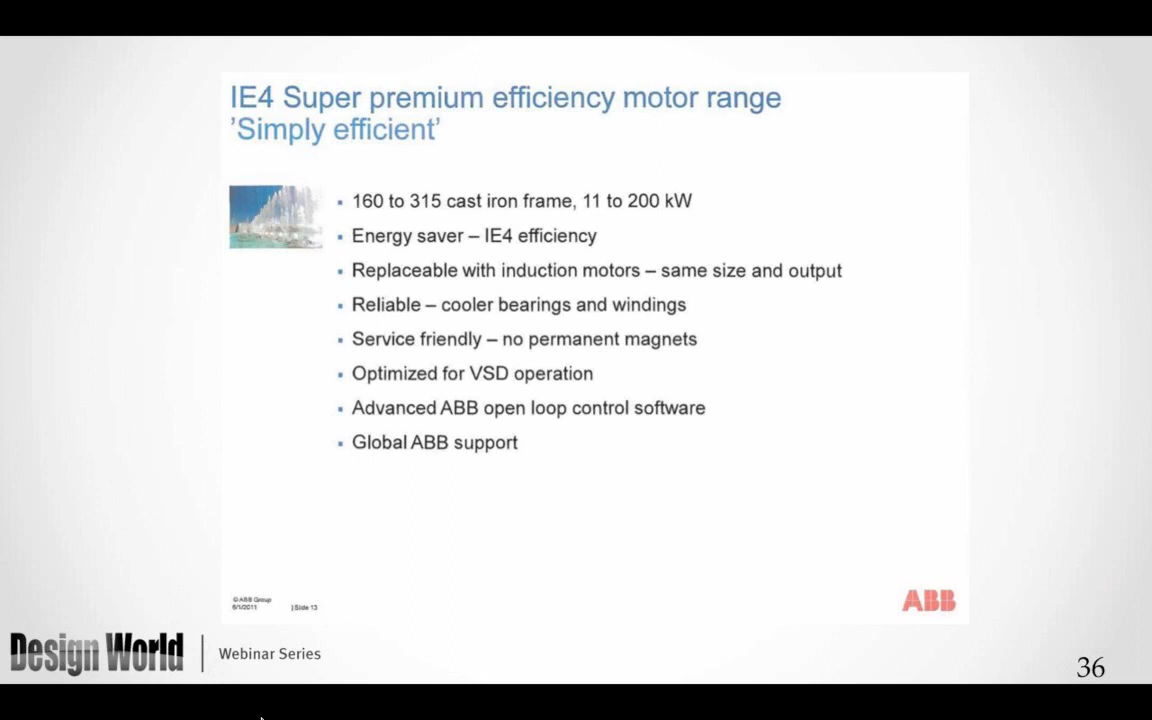 IE4 Super premium efficiency motor range
’Simply efficient’
▪ 160 to 315 cast iron frame, 11 to 200 kW
▪ Energy saver – IE4 efficiency
▪ Replaceable with induction motors – same size and output
▪ Reliable – cooler bearings and windings
▪ Service friendly – no permanent magnets
▪ Optimized for VSD operation
▪ Advanced ABB open loop control software
▪ Global ABB support
© ABB Group
6/1/2011 | Slide 13
ABB
Design World | Webinar Series
36